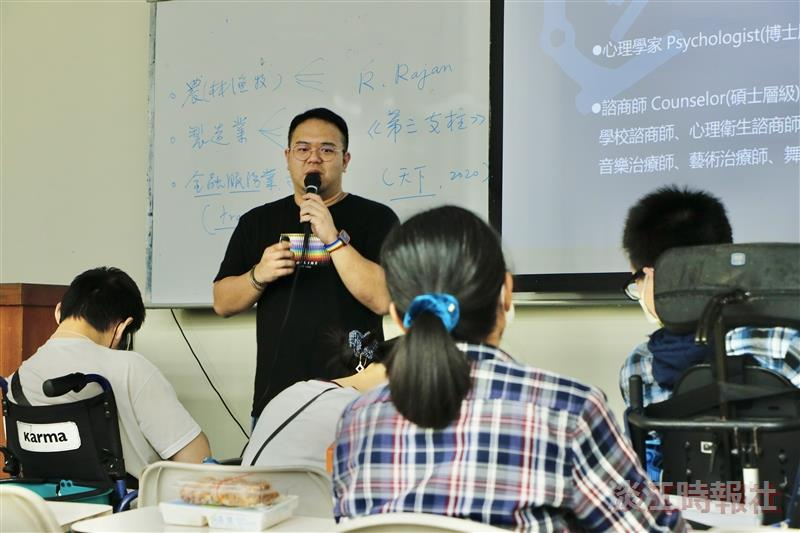 。農(林漁牧)
R. Rajan
。製造業
《第三支柱》
。金融服務業
(天下, 2020)
(tra
●心理學家 Psychologist(博士
●諮商師 Counselor(碩士層級)
學校諮商師、心理衛生諮商師
音樂治療師、藝術治療師、舞
karma
淡江時報社